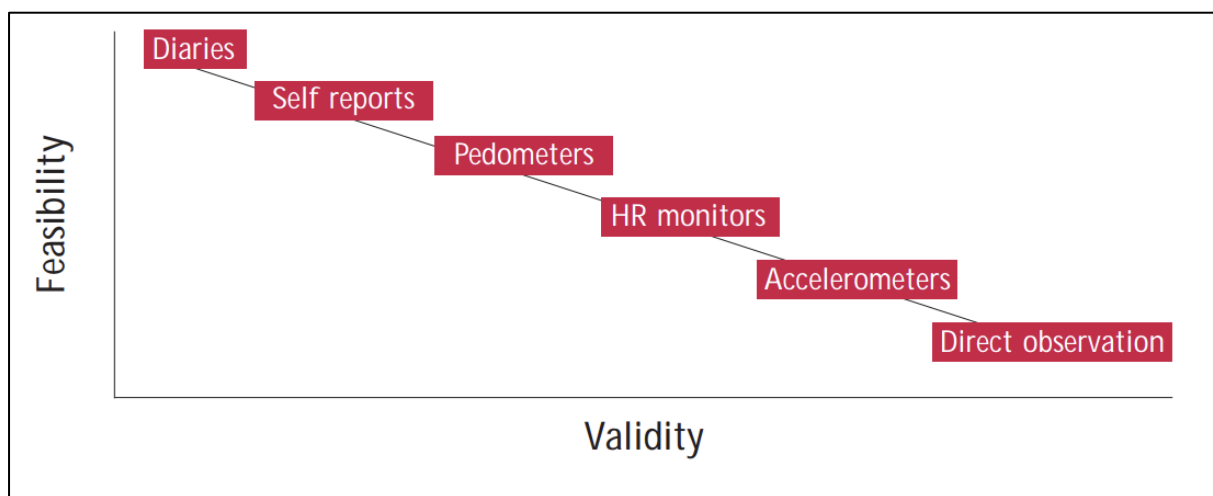 Diaries
Self reports
Pedometers
HR monitors
Accelerometers
Direct observation
Feasibility
Validity